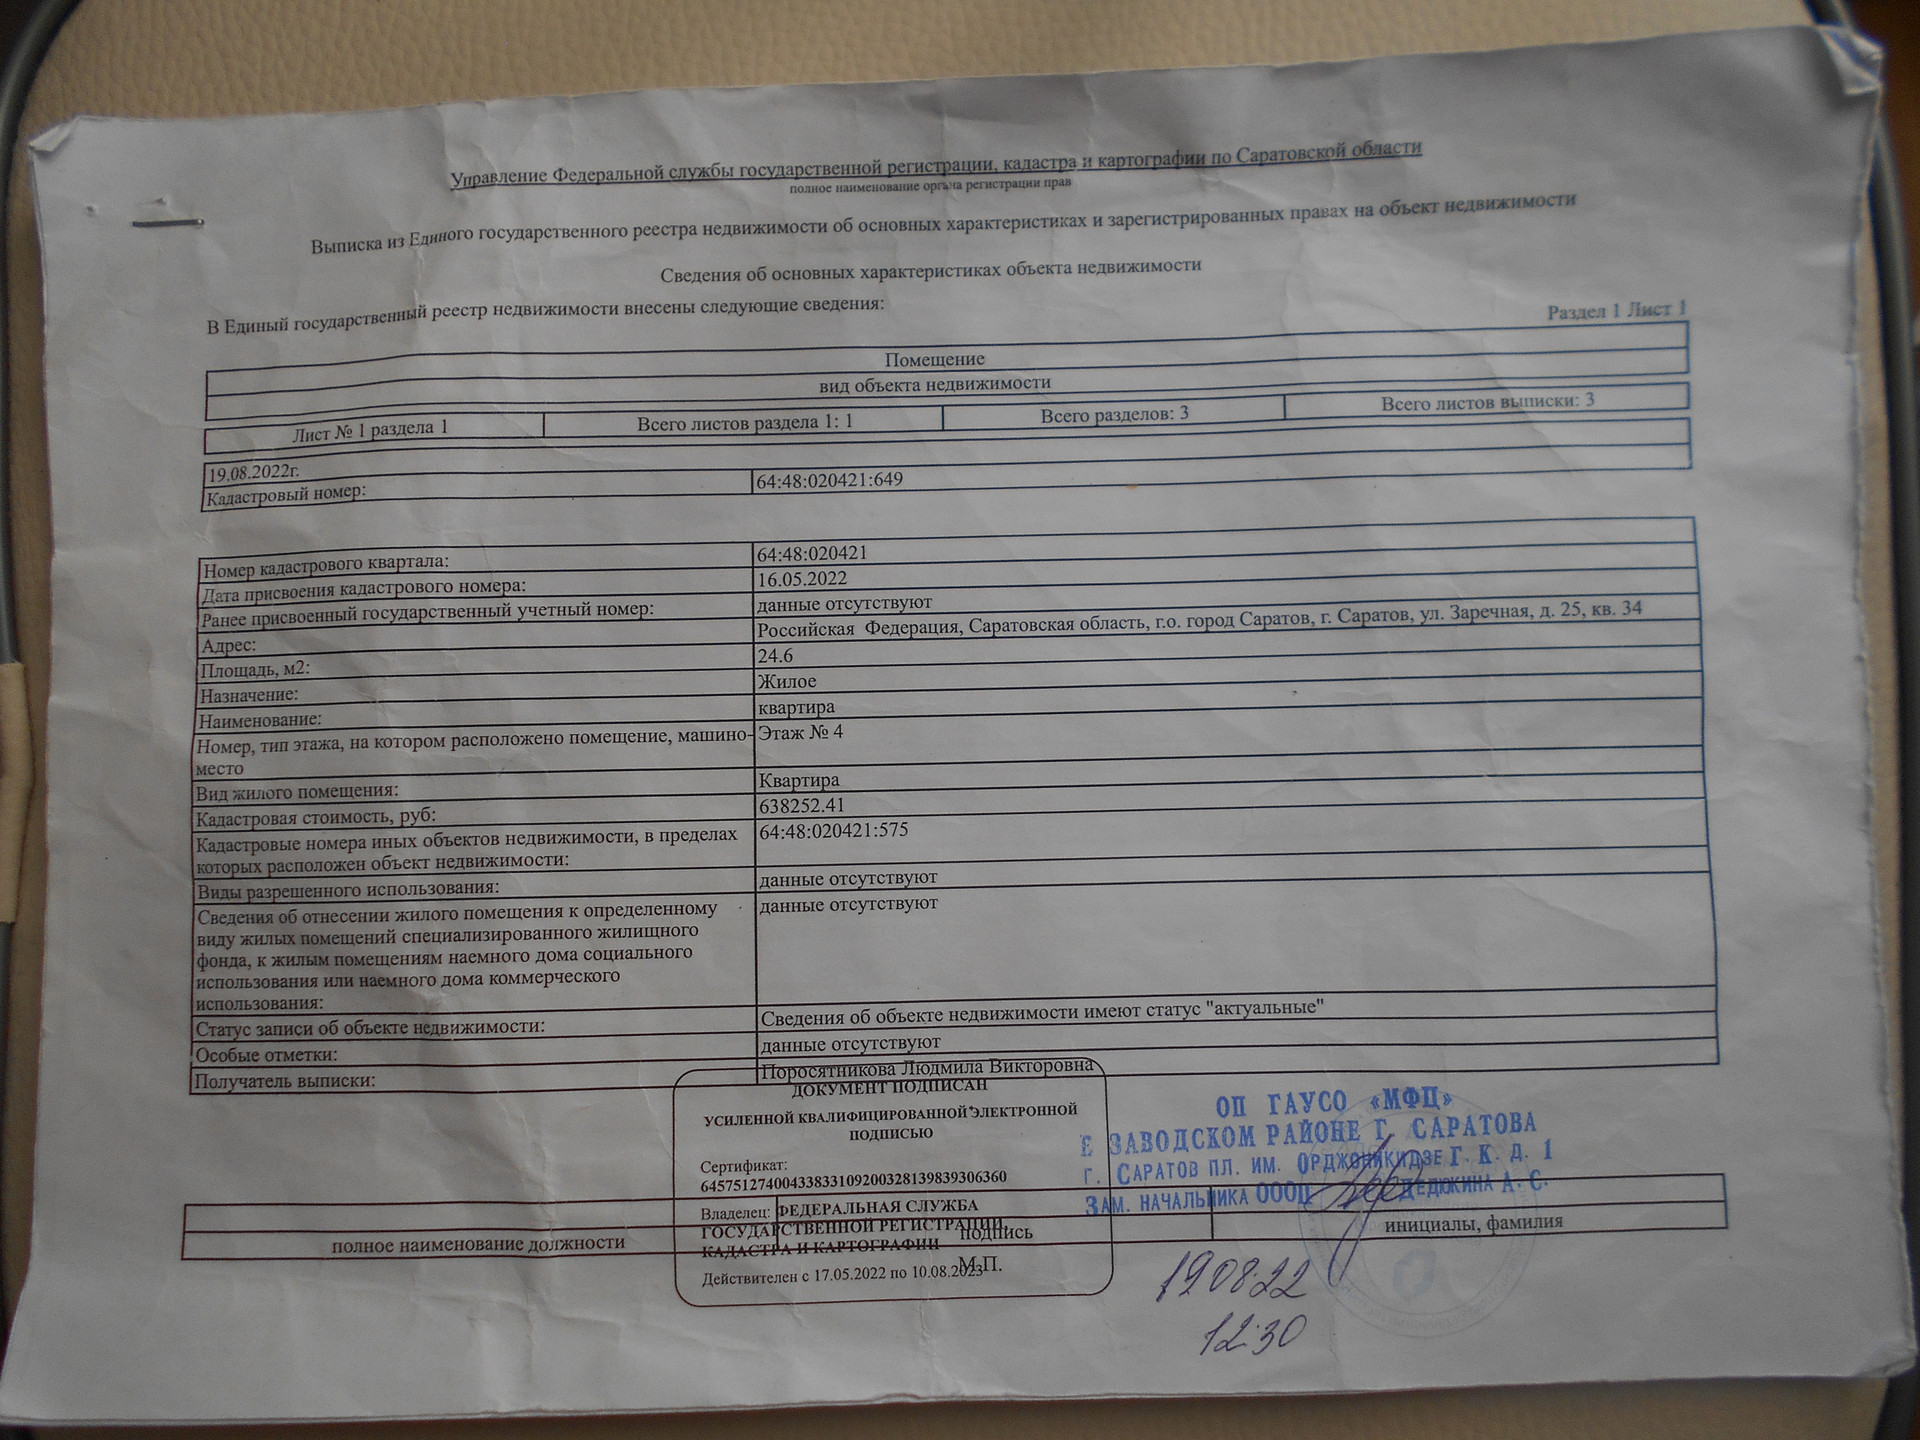 Управление Федеральной службы государственной регистрации, кадастра и картографии по Саратовской области
полное наименование органа регистрации прав
Выписка из Единого государственного реестра недвижимости об основных характеристиках и зарегистрированных правах на объект недвижимости
Сведения об основных характеристиках объекта недвижимости
В Единый государственный реестр недвижимости внесены следующие сведения:
Раздел 1 Лист 1
Помещение
вид объекта недвижимости
Лист № 1 раздела 1 Всего листов раздела 1: 1 Всего разделов: 3 Всего листов выписки: 3
19.08.2022г.
Кадастровый номер: 64:48:020421:649
Номер кадастрового квартала: 64:48:020421
Дата присвоения кадастрового номера: 16.05.2022
Ранее присвоенный государственный учетный номер: данные отсутствуют
Адрес: Российская Федерация, Саратовская область, г.о. город Саратов, г. Саратов, ул. Заречная, д. 25, кв. 34
Площадь, м2: 24.6
Назначение: Жилое
Наименование: квартира
Номер, тип этажа, на котором расположено помещение, машино- Этаж № 4
место
Вид жилого помещения: Квартира
Кадастровая стоимость, руб: 638252.41
Кадастровые номера иных объектов недвижимости, в пределах 64:48:020421:575
которых расположен объект недвижимости:
Виды разрешенного использования: данные отсутствуют
Сведения об отнесении жилого помещения к определенному данные отсутствуют
виду жилых помещений специализированного жилищного
фонда, к жилым помещениям наемного дома социального
использования или наемного дома коммерческого
использования:
Статус записи об объекте недвижимости: Сведения об объекте недвижимости имеют статус "актуальные"
Особые отметки: данные отсутствуют
Получатель выписки: Поросятникова Людмила Викторовна
ДОКУМЕНТ ПОДПИСАН
УСИЛЕННОЙ КВАЛИФИЦИРОВАННОЙ ЭЛЕКТРОННОЙ
ПОДПИСЬЮ
Сертификат:
645751274004338331092003281398393063​60
Владелец: ФЕДЕРАЛЬНАЯ СЛУЖБА
ГОСУДАРСТВЕННОЙ РЕГИСТРАЦИИ,
КАДАСТРА И КАРТОГРАФИИ
Действителен с 17.05.2022 по 10.08.2023
ОП ГАУСО «МФЦ»
Е ЗАВОДСКОМ РАЙОНЕ Г. САРАТОВА
Г. САРАТОВ ПЛ. ИМ. ОРДЖОНИКИДЗЕ Г. К. Д. 1
ЗАМ. НАЧАЛЬНИКА ОООЦ ДЕДЮКИНА А. С.
полное наименование должности подпись инициалы, фамилия
М.П.
19 08 22
12:30